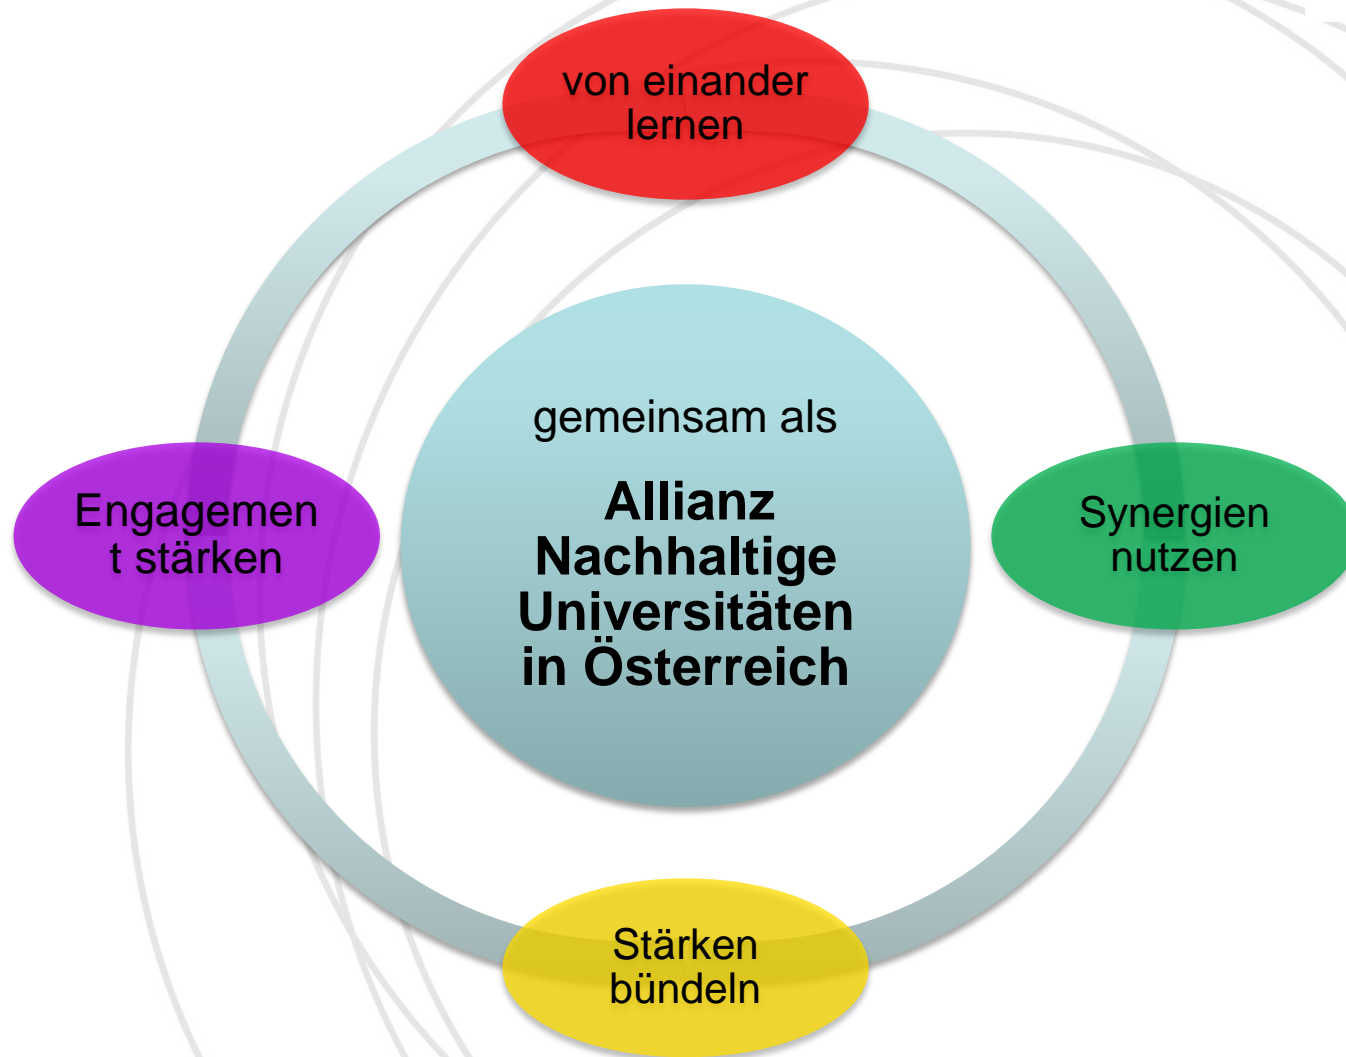 von einander
lernen
gemeinsam als
Allianz
Nachhaltige
Universitäten
in Österreich
Engagemen
t stärken
Synergien
nutzen
Stärken
bündeln